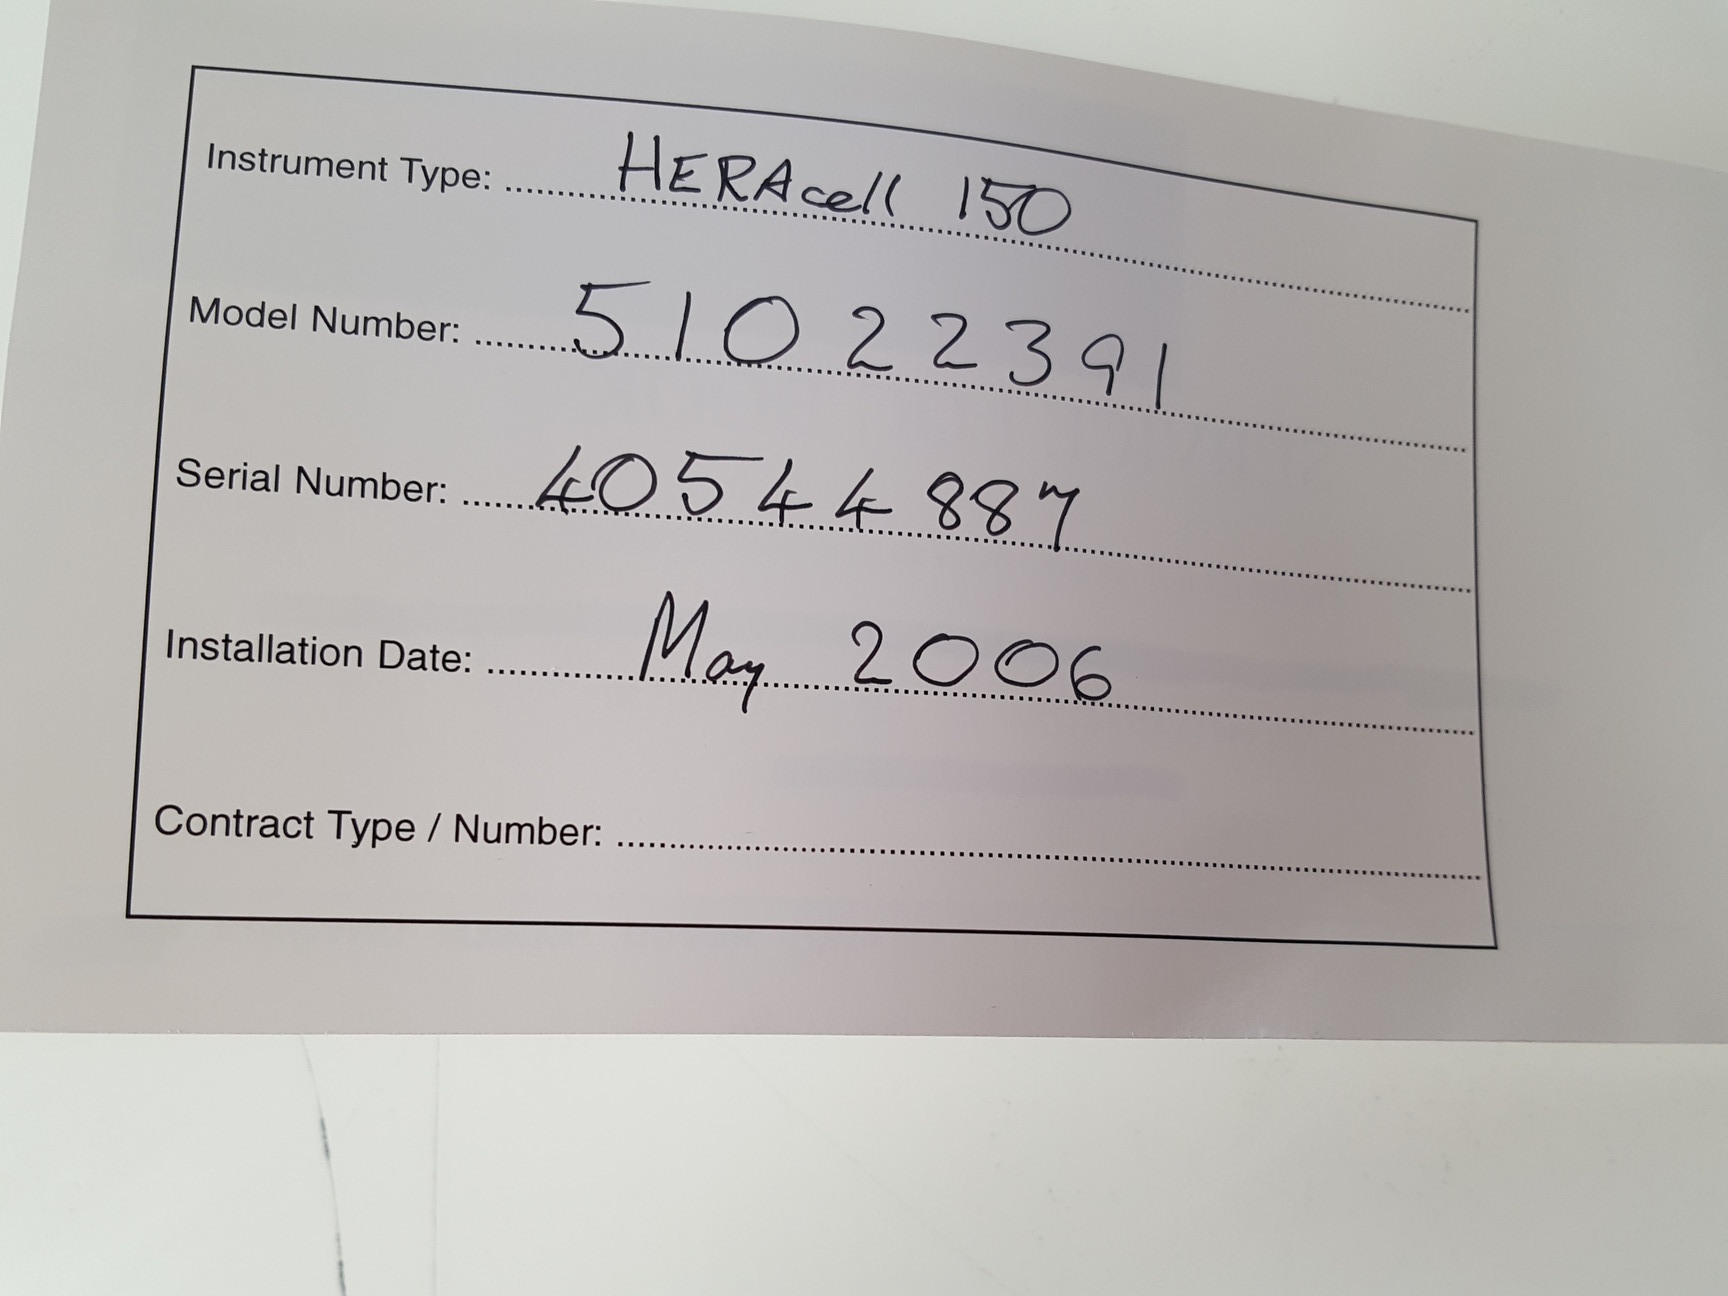 Instrument Type: HERAcell 150
Model Number: 51022391
Serial Number: 40544887
Installation Date: May 2006
Contract Type / Number: